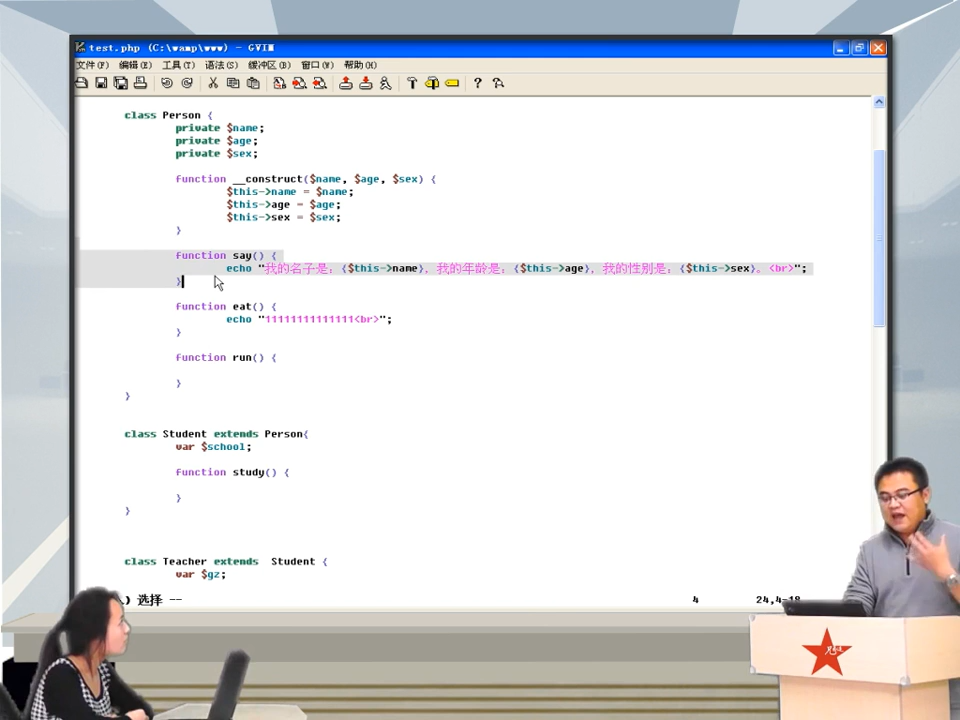 test.php (C:\wamp\www) - GVIM
文件(F) 编辑(E) 工具(T) 语法(S) 缓冲区(B) 窗口(W) 帮助(H)
class Person {
private $name;
private $age;
private $sex;
function __construct($name, $age, $sex) {
$this->name = $name;
$this->age = $age;
$this->sex = $sex;
}
function say() {
echo "我的名子是：{$this->name}，我的年龄是：{$this->age}，我的性别是：{$this->sex}。<br>";
}
function eat() {
echo "11111111111111<br>";
}
function run() {
}
}
class Student extends Person{
var $school;
function study() {
}
}
class Teacher extends  Student {
var $gz;
) 选择 --
4
24,4-18